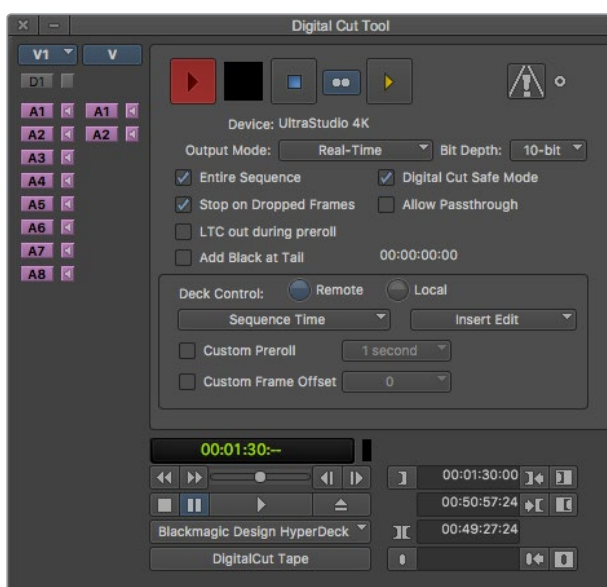 Digital Cut Tool
V1 V
D1
A1 A1
A2 A2
A3
A4
A5
A6
A7
A8
Device: UltraStudio 4K
Output Mode: Real-Time Bit Depth: 10-bit
Entire Sequence Digital Cut Safe Mode
Stop on Dropped Frames Allow Passthrough
LTC out during preroll
Add Black at Tail 00:00:00:00
Deck Control: Remote Local
Sequence Time Insert Edit
Custom Preroll 1 second
Custom Frame Offset 0
00:01:30:--
00:01:30:00
00:50:57:24
Blackmagic Design HyperDeck 00:49:27:24
DigitalCut Tape